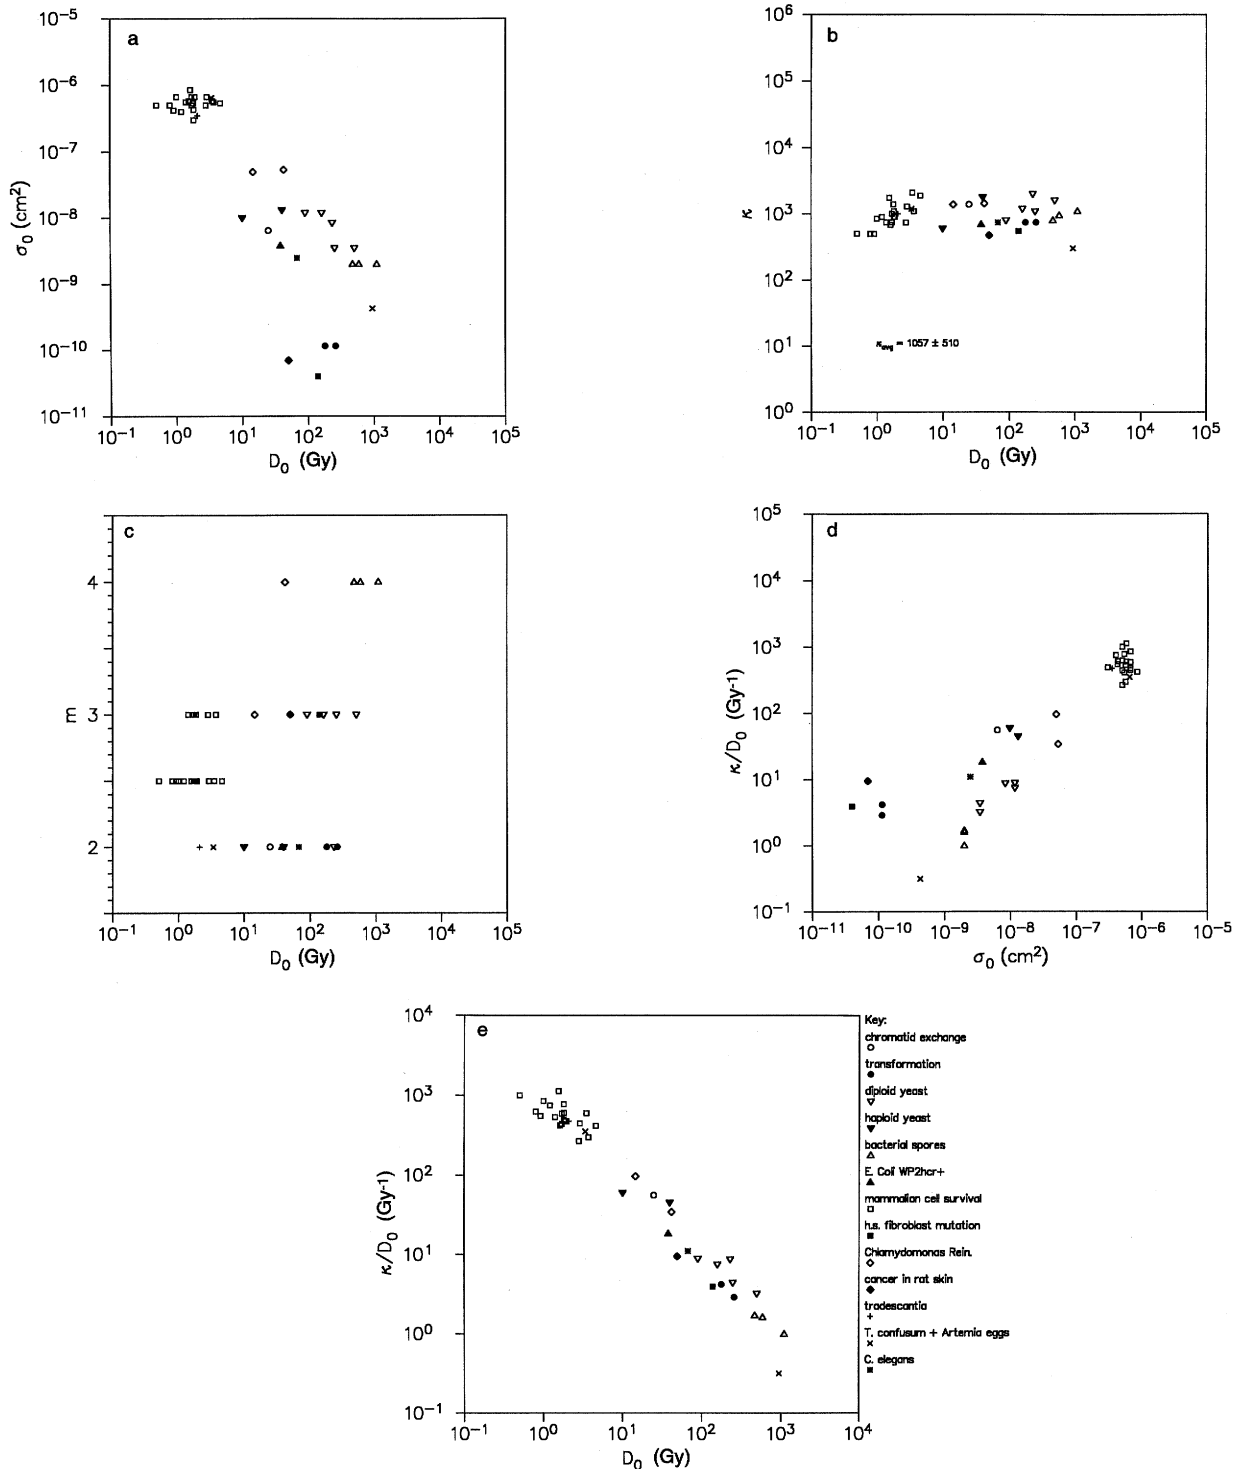 a
10⁻⁵
10⁻⁶
10⁻⁷
10⁻⁸
10⁻⁹
10⁻¹⁰
10⁻¹¹
σ₀ (cm²)
10⁻¹ 10⁰ 10¹ 10² 10³ 10⁴ 10⁵
D₀ (Gy)
b
10⁶
10⁵
10⁴
10³
10²
10¹
10⁰
κ
κavg = 1057 ± 510
10⁻¹ 10⁰ 10¹ 10² 10³ 10⁴ 10⁵
D₀ (Gy)
c
4
3
2
m
10⁻¹ 10⁰ 10¹ 10² 10³ 10⁴ 10⁵
D₀ (Gy)
d
10⁵
10⁴
10³
10²
10¹
10⁰
10⁻¹
κ/D₀ (Gy⁻¹)
10⁻¹¹ 10⁻¹⁰ 10⁻⁹ 10⁻⁸ 10⁻⁷ 10⁻⁶ 10⁻⁵
σ₀ (cm²)
e
10⁴
10³
10²
10¹
10⁰
10⁻¹
κ/D₀ (Gy⁻¹)
10⁻¹ 10⁰ 10¹ 10² 10³ 10⁴
D₀ (Gy)
Key:
chromatid exchange
transformation
diploid yeast
haploid yeast
bacterial spores
E. Coli WP2hcr+
mammalian cell survival
h.s. fibroblast mutation
Chlamydomonas Rein.
cancer in rat skin
tradescantia
T. confusum + Artemia eggs
C. elegans